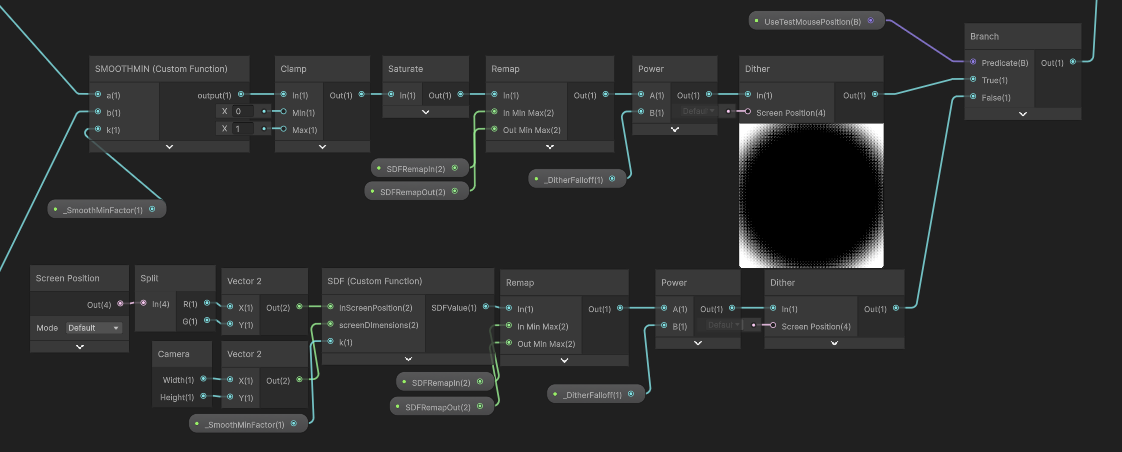 UseTestMousePosition(B)
Branch
Predicate(B)
Out(1)
True(1)
False(1)
SMOOTHMIN (Custom Function)
a(1)
output(1)
b(1)
k(1)
X 0
X 1
Clamp
In(1)
Out(1)
Min(1)
Max(1)
Saturate
In(1)
Out(1)
Remap
In(1)
Out(1)
In Min Max(2)
Out Min Max(2)
Power
A(1)
Out(1)
B(1)
Default
Dither
In(1)
Out(1)
Screen Position(4)
SDFRemapIn(2)
SDFRemapOut(2)
_DitherFalloff(1)
_SmoothMinFactor(1)
Screen Position
Out(4)
Mode Default
Split
In(4)
R(1)
G(1)
Vector 2
X(1)
Out(2)
Y(1)
SDF (Custom Function)
inScreenPosition(2)
SDFValue(1)
screenDImensions(2)
k(1)
Remap
In(1)
Out(1)
In Min Max(2)
Out Min Max(2)
Power
A(1)
Out(1)
B(1)
Default
Dither
In(1)
Out(1)
Screen Position(4)
Camera
Width(1)
Height(1)
Vector 2
X(1)
Out(2)
Y(1)
SDFRemapIn(2)
SDFRemapOut(2)
_DitherFalloff(1)
_SmoothMinFactor(1)